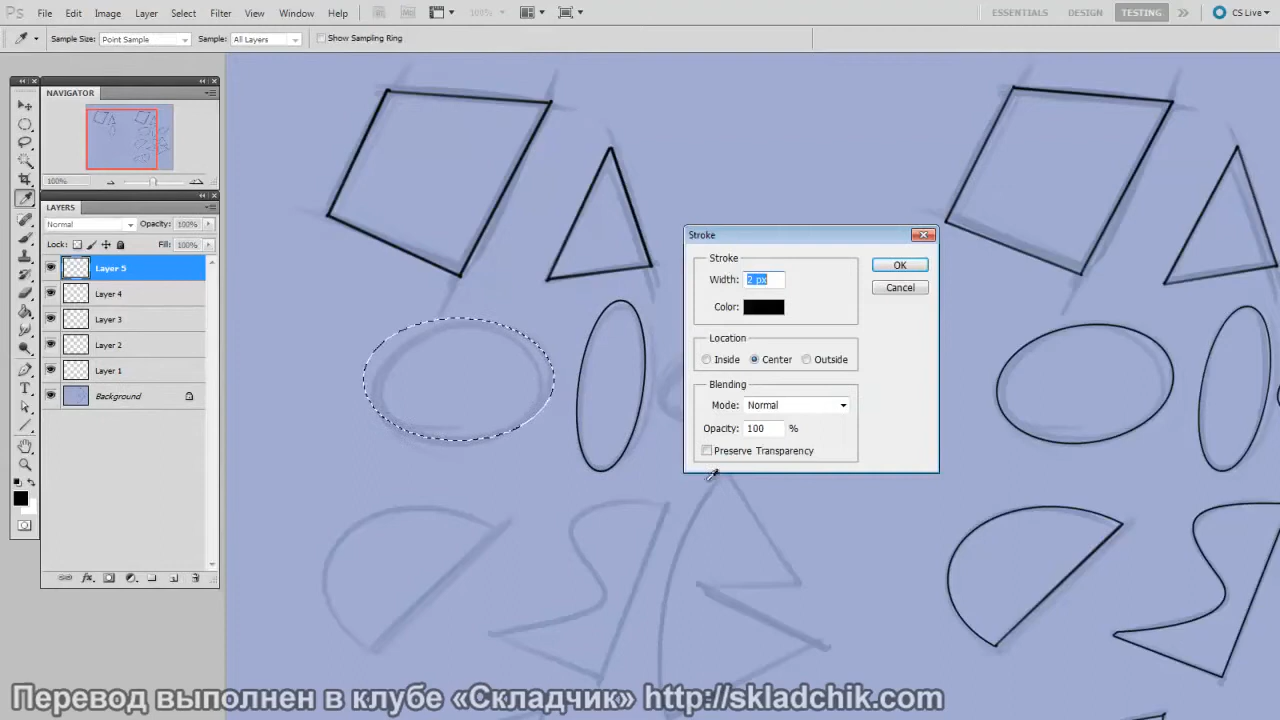 Ps File Edit Image Layer Select Filter View Window Help Br Mb 100% ESSENTIALS DESIGN TESTING CS Live
Sample Size: Point Sample Sample: All Layers Show Sampling Ring
NAVIGATOR
100%
LAYERS
Normal Opacity: 100%
Lock: Fill: 100%
Layer 5
Layer 4
Layer 3
Layer 2
Layer 1
Background
Stroke
Stroke
Width: 2 px
Color:
OK
Cancel
Location
Inside Center Outside
Blending
Mode: Normal
Opacity: 100 %
Preserve Transparency
Перевод выполнен в клубе «Складчик» http://skladchik.com